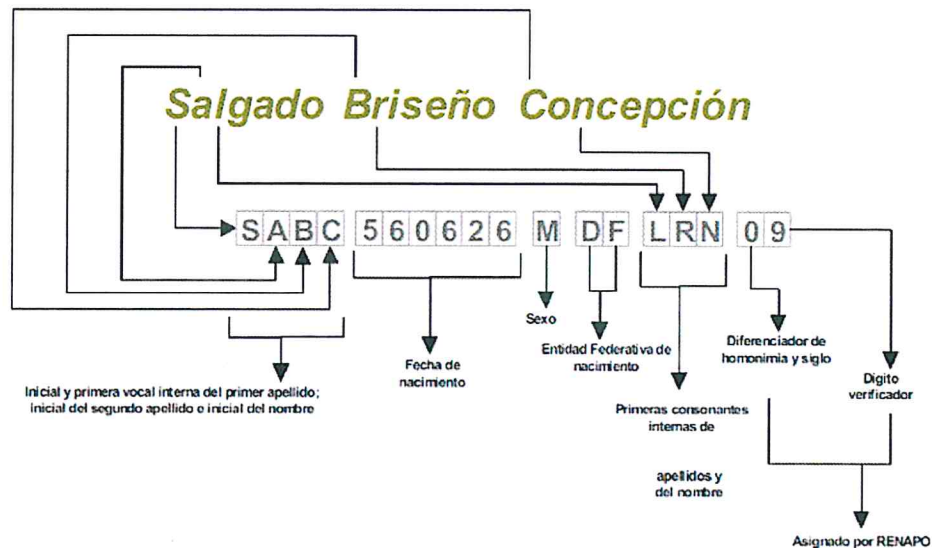 Salgado Briseño Concepción
SABC 560626 M DF LRN 09
Sexo
Diferenciador de
homonimia y siglo
Entidad Federativa de
nacimiento
Fecha de
nacimiento
Digito
verificador
Inicial y primera vocal interna del primer apellido;
inicial del segundo apellido e inicial del nombre
Primeras consonantes
internas de
apellidos y
del nombre
Asignado por RENAPO